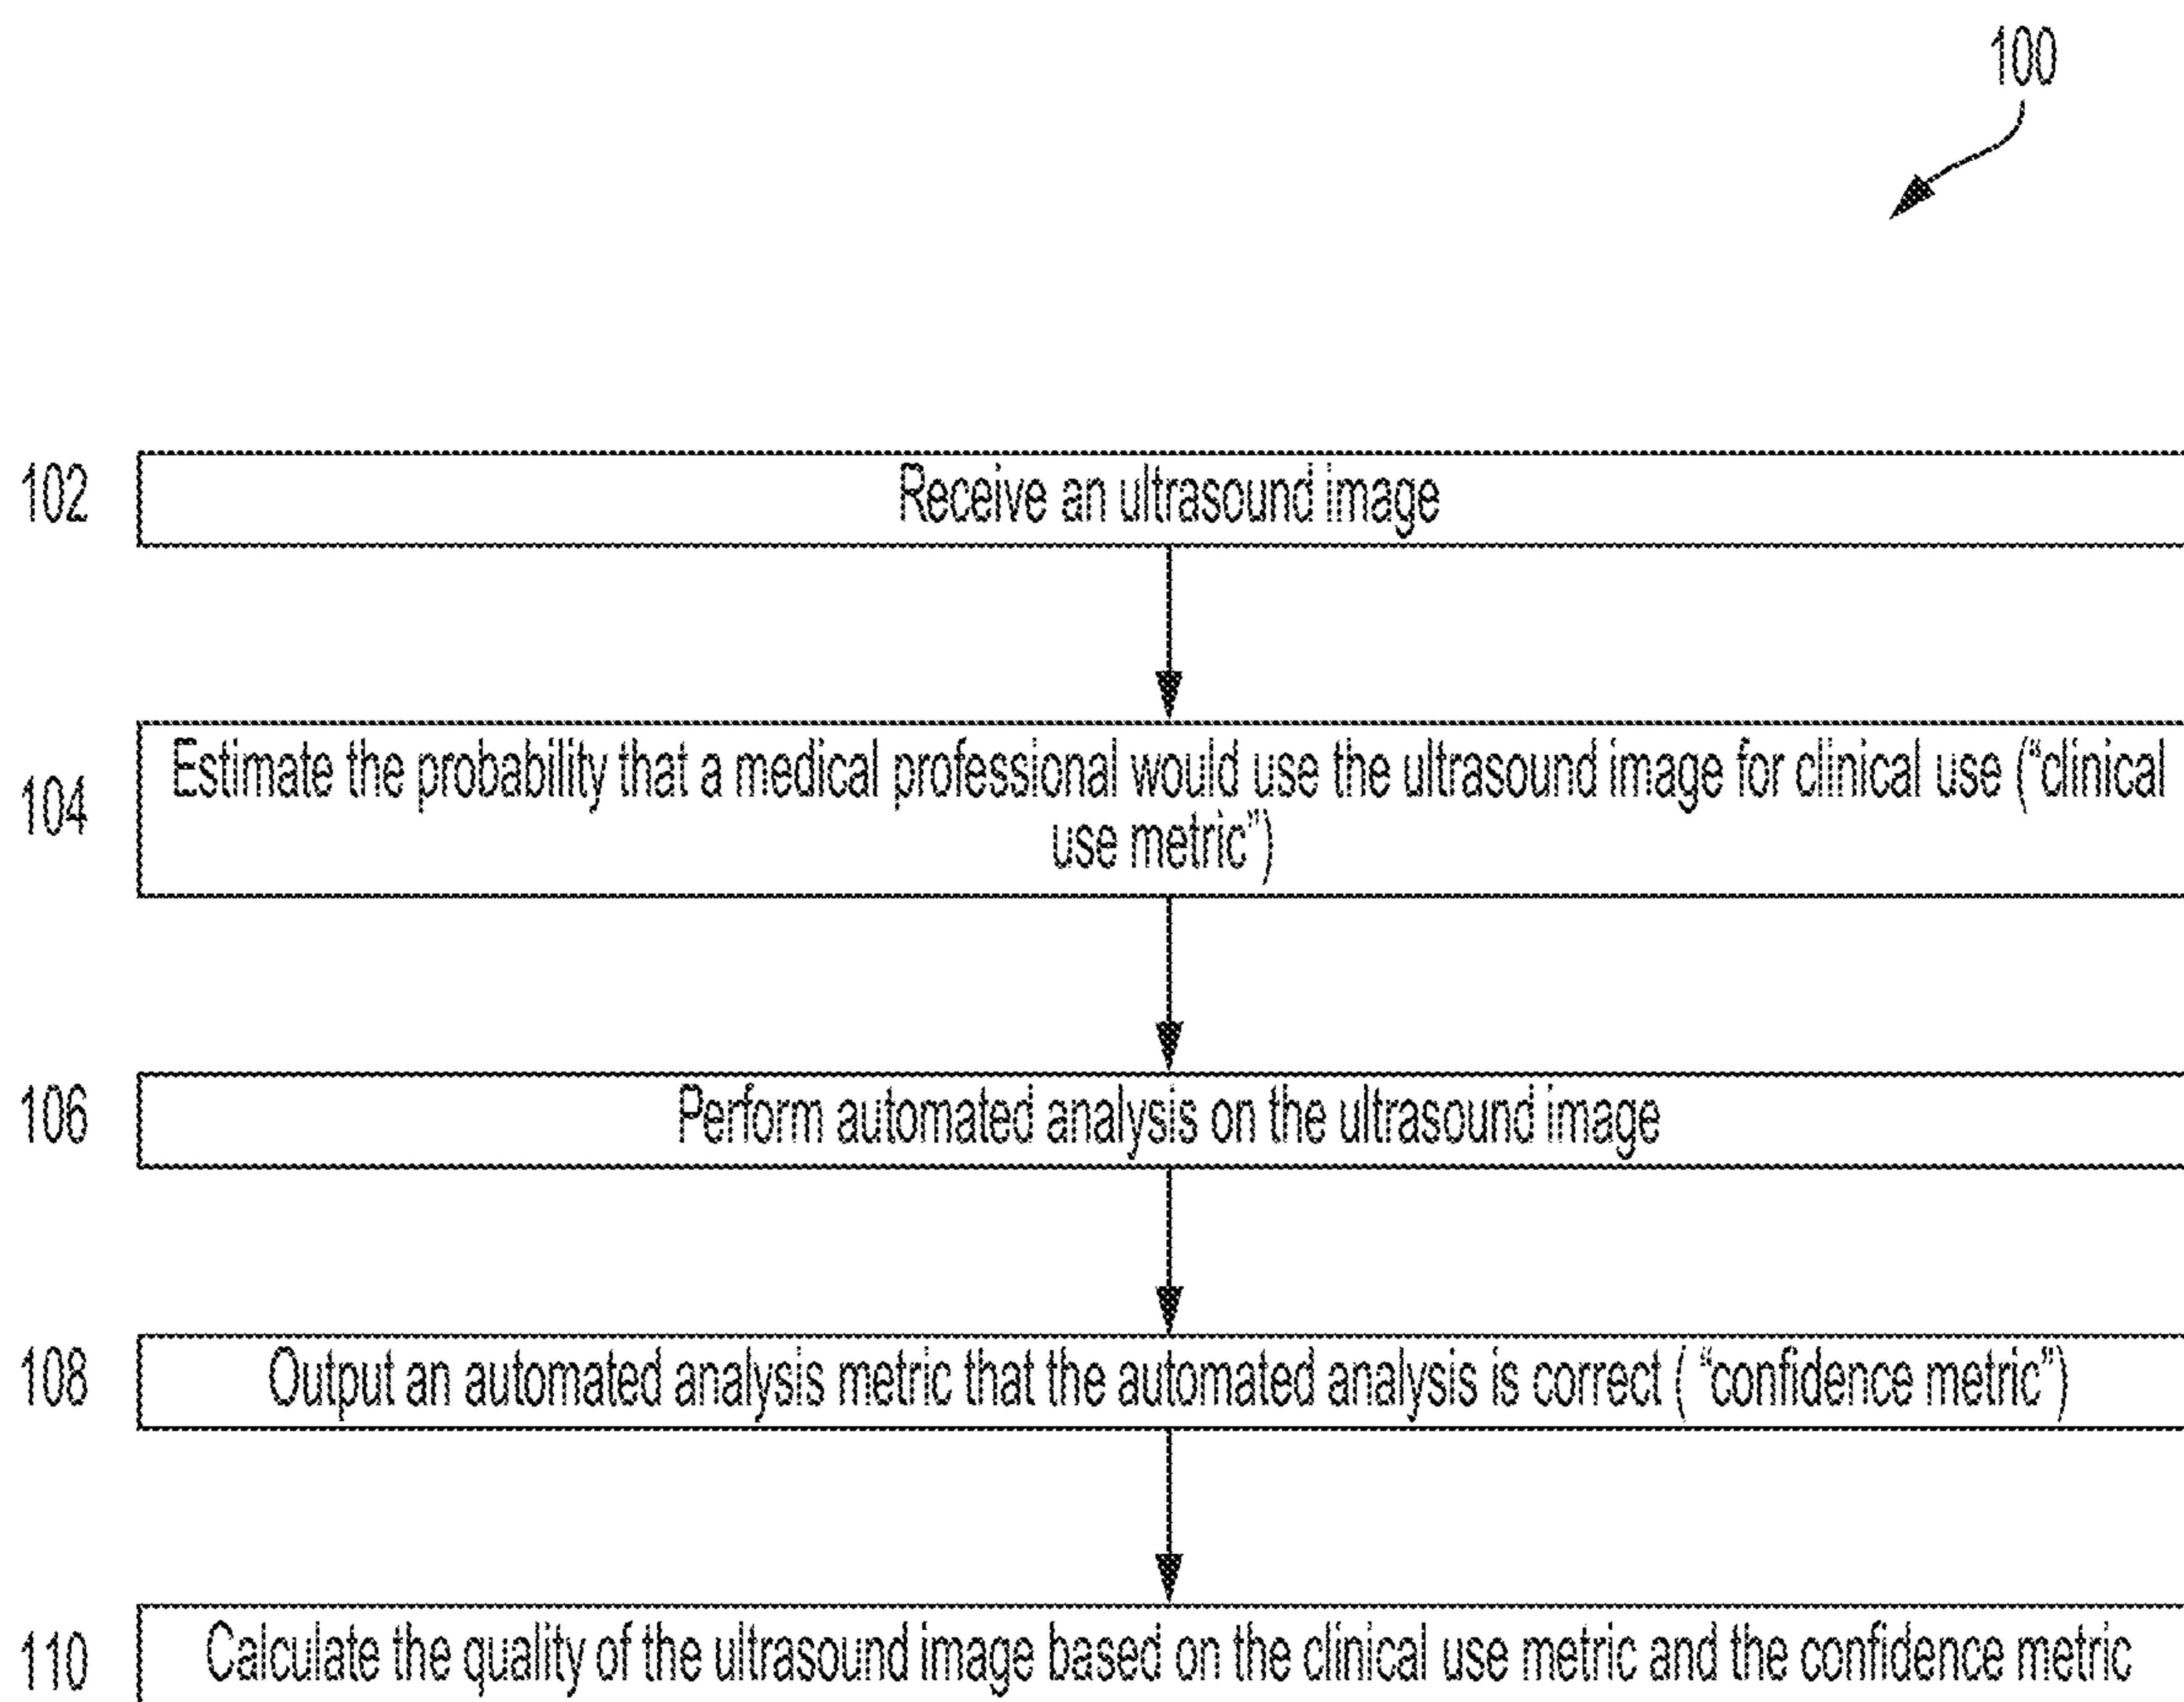 100
102 Receive an ultrasound image
104 Estimate the probability that a medical professional would use the ultrasound image for clinical use (“clinical
use metric”)
106 Perform automated analysis on the ultrasound image
108 Output an automated analysis metric that the automated analysis is correct ( “confidence metric”)
110 Calculate the quality of the ultrasound image based on the clinical use metric and the confidence metric